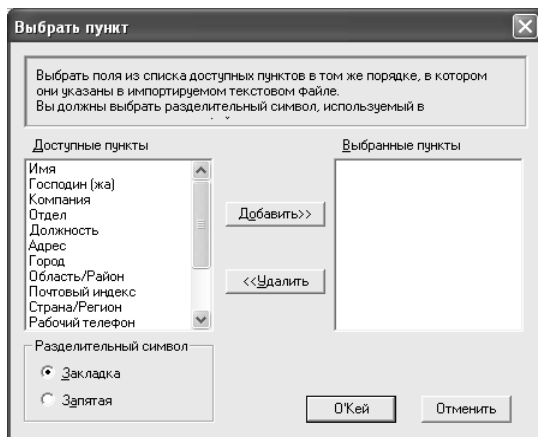 Выбрать пункт
Выбрать поля из списка доступных пунктов в том же порядке, в котором
они указаны в импортируемом текстовом файле.
Вы должны выбрать разделительный символ, используемый в
Доступные пункты
Выбранные пункты
Имя
Господин (жа)
Компания
Отдел
Должность
Адрес
Город
Область/Район
Почтовый индекс
Страна/Регион
Рабочий телефон
Добавить>>
<<Удалить
Разделительный символ
Закладка
Запятая
О'Кей
Отменить